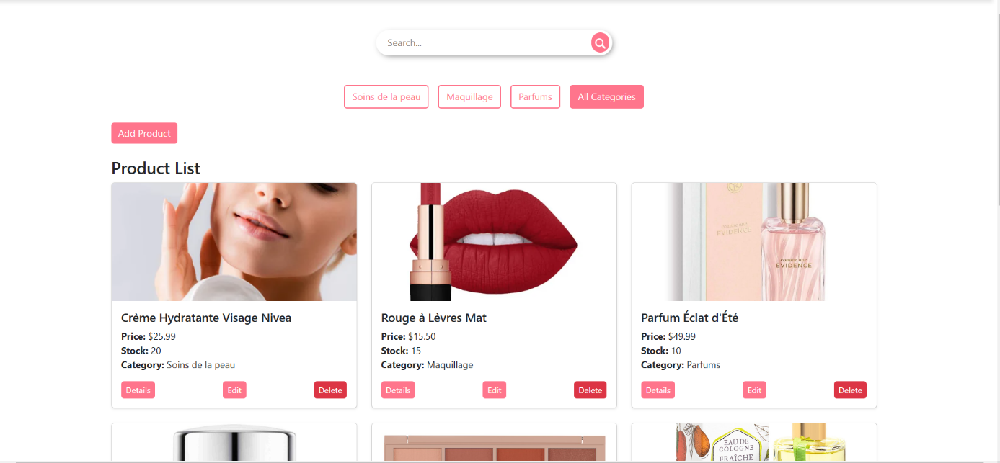 Search...
Soins de la peau Maquillage Parfums All Categories
Add Product
Product List
EVIDENCE
EVIDENCE
Crème Hydratante Visage Nivea
Price: $25.99
Stock: 20
Category: Soins de la peau
Details Edit Delete
Rouge à Lèvres Mat
Price: $15.50
Stock: 15
Category: Maquillage
Details Edit Delete
Parfum Éclat d'Été
Price: $49.99
Stock: 10
Category: Parfums
Details Edit Delete
EAU DE
COLOGNE
FRAÎCHE